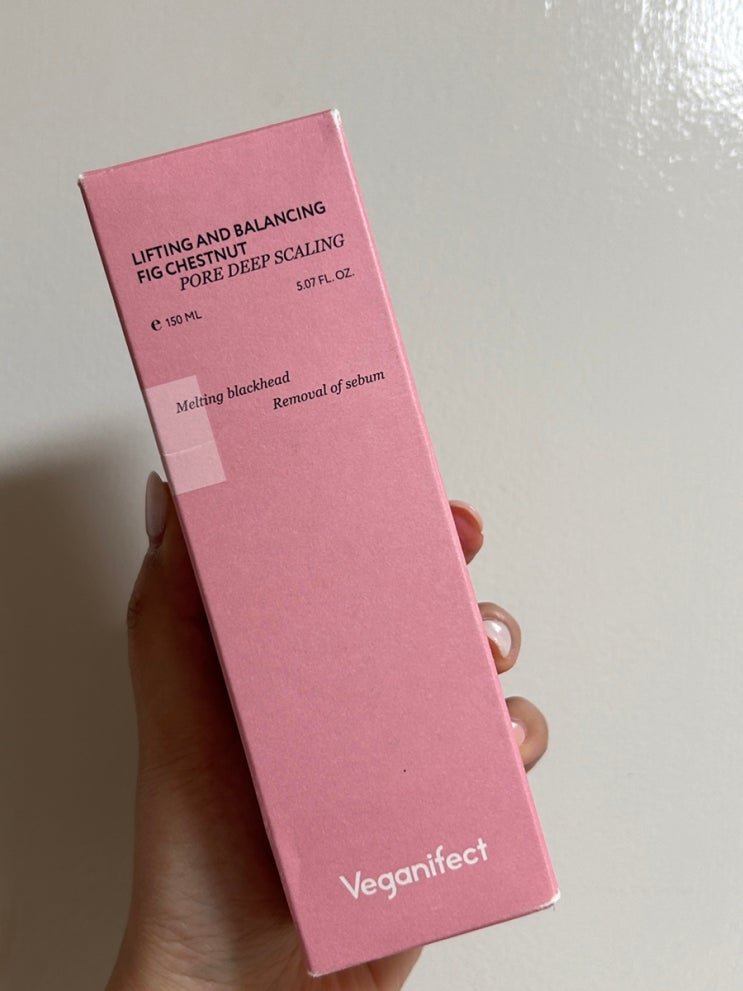 LIFTING AND BALANCING
FIG CHESTNUT
PORE DEEP SCALING
℮ 150 ML
5.07 FL. OZ.
Melting blackhead
Removal of sebum
Veganifect